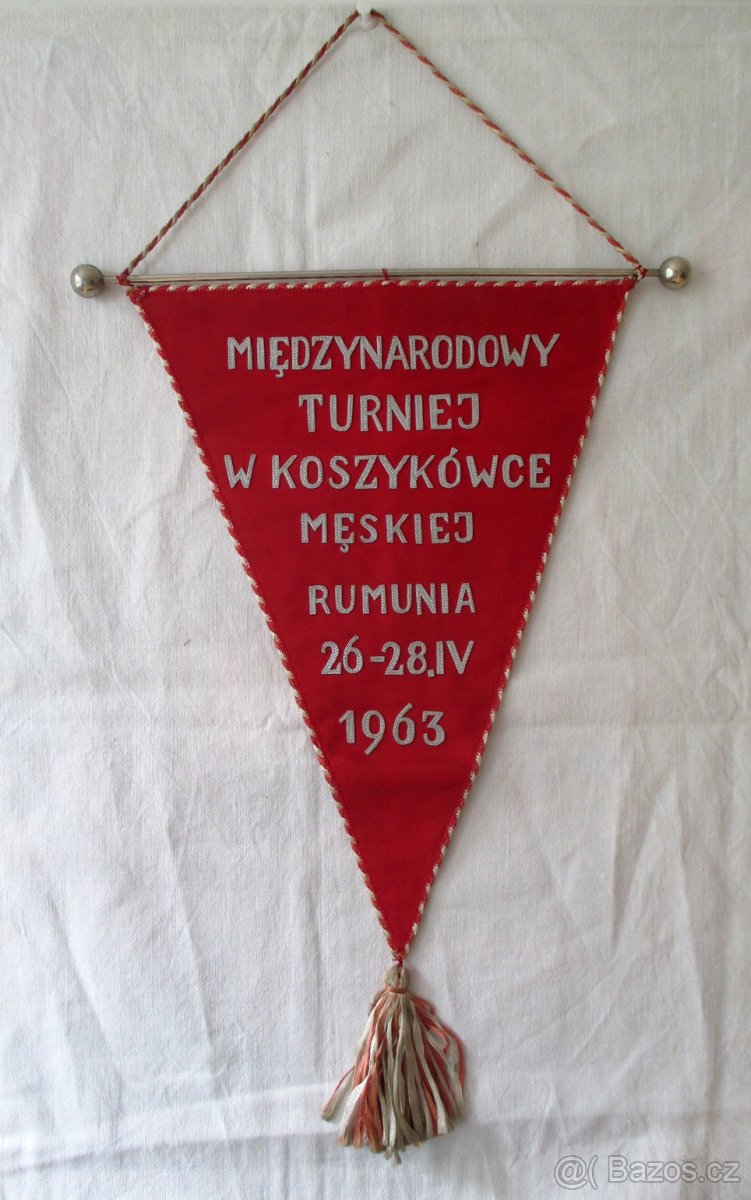 MIĘDZYNARODOWY
TURNIEJ
W KOSZYKÓWCE
MĘSKIEJ
RUMUNIA
26-28.IV
1963
@( Bazos.cz